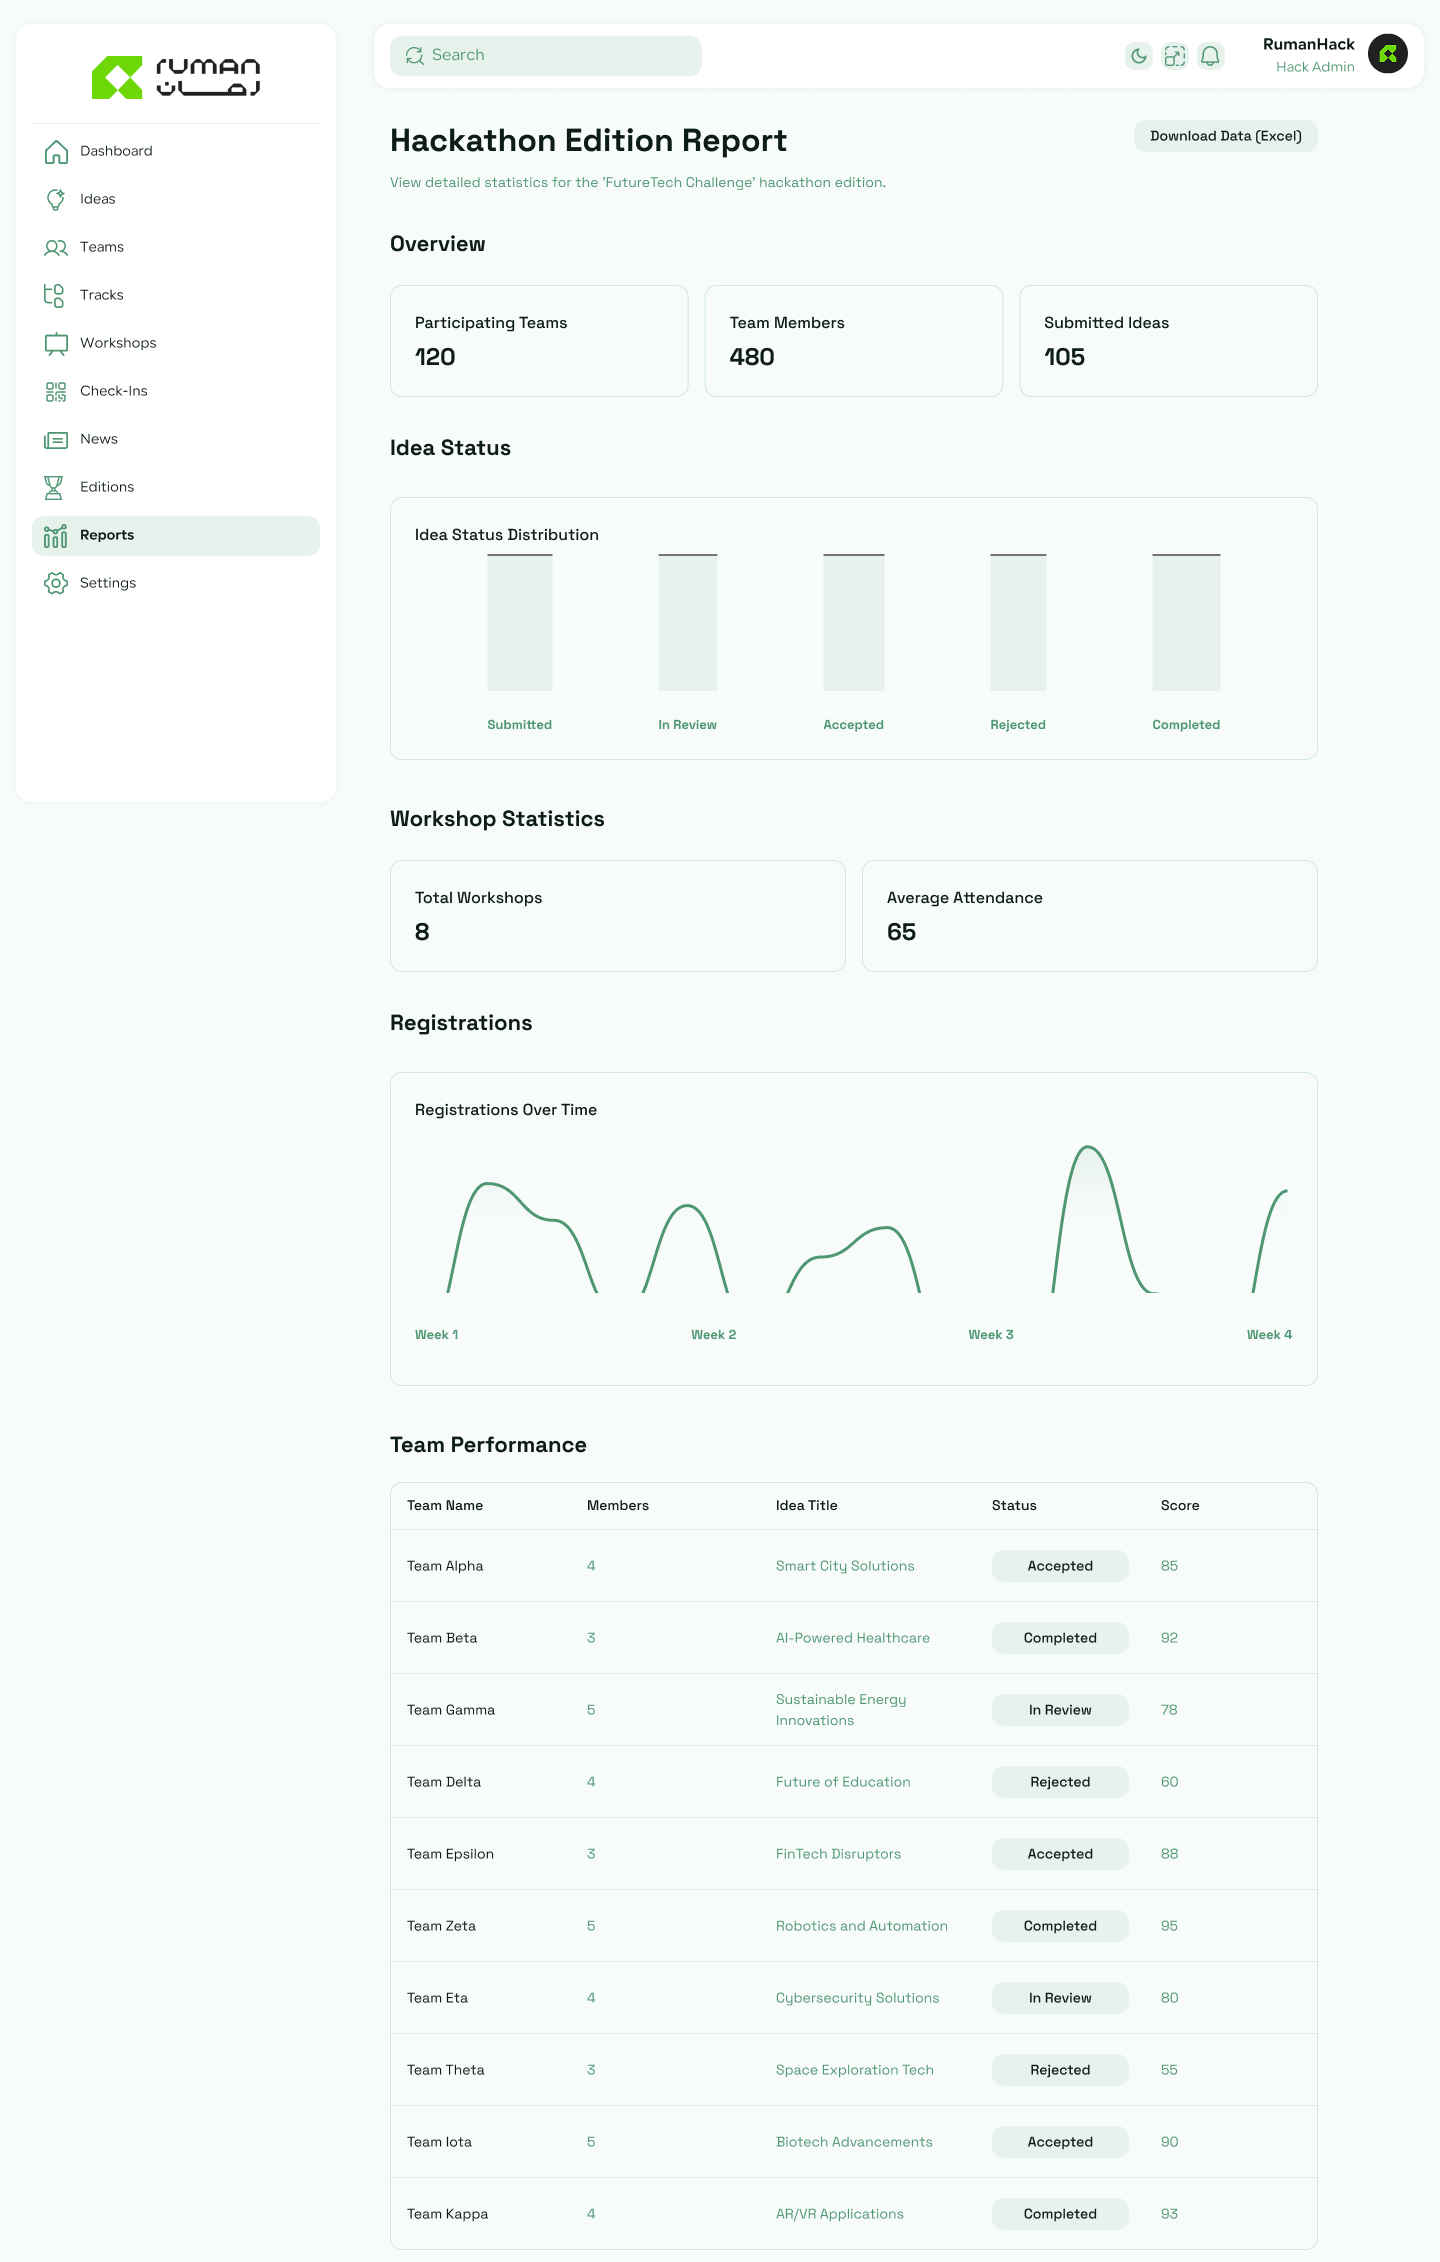 ruman
رمان
Dashboard
Ideas
Teams
Tracks
Workshops
Check-Ins
News
Editions
Reports
Settings
Search
RumanHack
Hack Admin
Hackathon Edition Report
Download Data (Excel)
View detailed statistics for the 'FutureTech Challenge' hackathon edition.
Overview
Participating Teams
120
Team Members
480
Submitted Ideas
105
Idea Status
Idea Status Distribution
Submitted In Review Accepted Rejected Completed
Workshop Statistics
Total Workshops
8
Average Attendance
65
Registrations
Registrations Over Time
Week 1 Week 2 Week 3 Week 4
Team Performance
Team Name Members Idea Title Status Score
Team Alpha 4 Smart City Solutions Accepted 85
Team Beta 3 AI-Powered Healthcare Completed 92
Team Gamma 5 Sustainable Energy
Innovations In Review 78
Team Delta 4 Future of Education Rejected 60
Team Epsilon 3 FinTech Disruptors Accepted 88
Team Zeta 5 Robotics and Automation Completed 95
Team Eta 4 Cybersecurity Solutions In Review 80
Team Theta 3 Space Exploration Tech Rejected 55
Team Iota 5 Biotech Advancements Accepted 90
Team Kappa 4 AR/VR Applications Completed 93